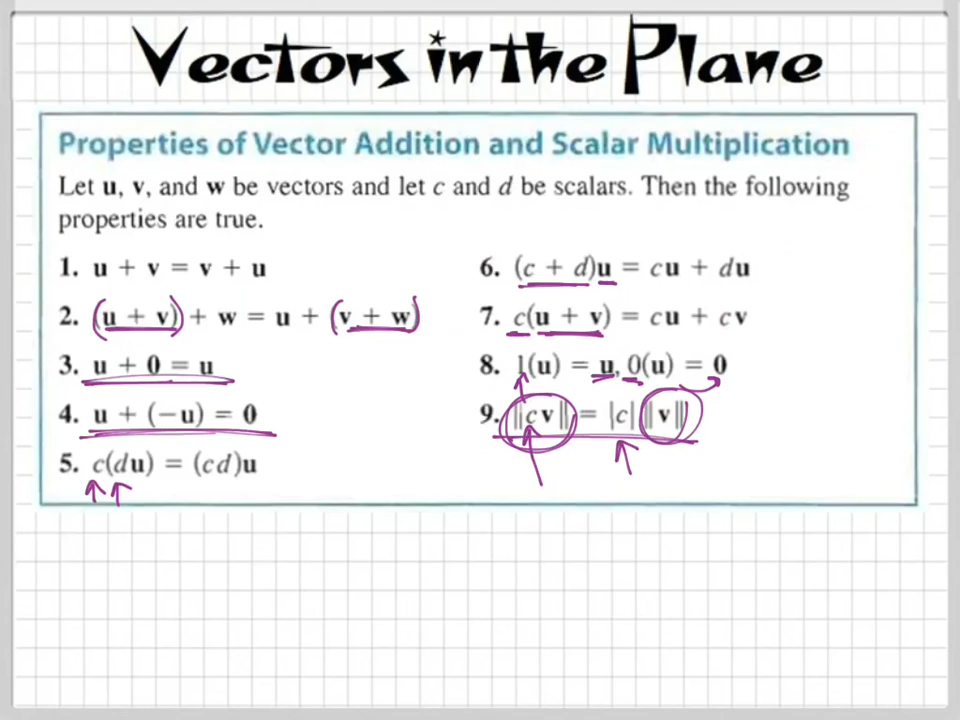 Vectors in the Plane
Properties of Vector Addition and Scalar Multiplication
Let u, v, and w be vectors and let c and d be scalars. Then the following
properties are true.
1. u + v = v + u
2. (u + v) + w = u + (v + w)
3. u + 0 = u
4. u + (−u) = 0
5. c(du) = (cd)u
6. (c + d)u = cu + du
7. c(u + v) = cu + cv
8. 1(u) = u, 0(u) = 0
9. ‖cv‖ = |c| ‖v‖